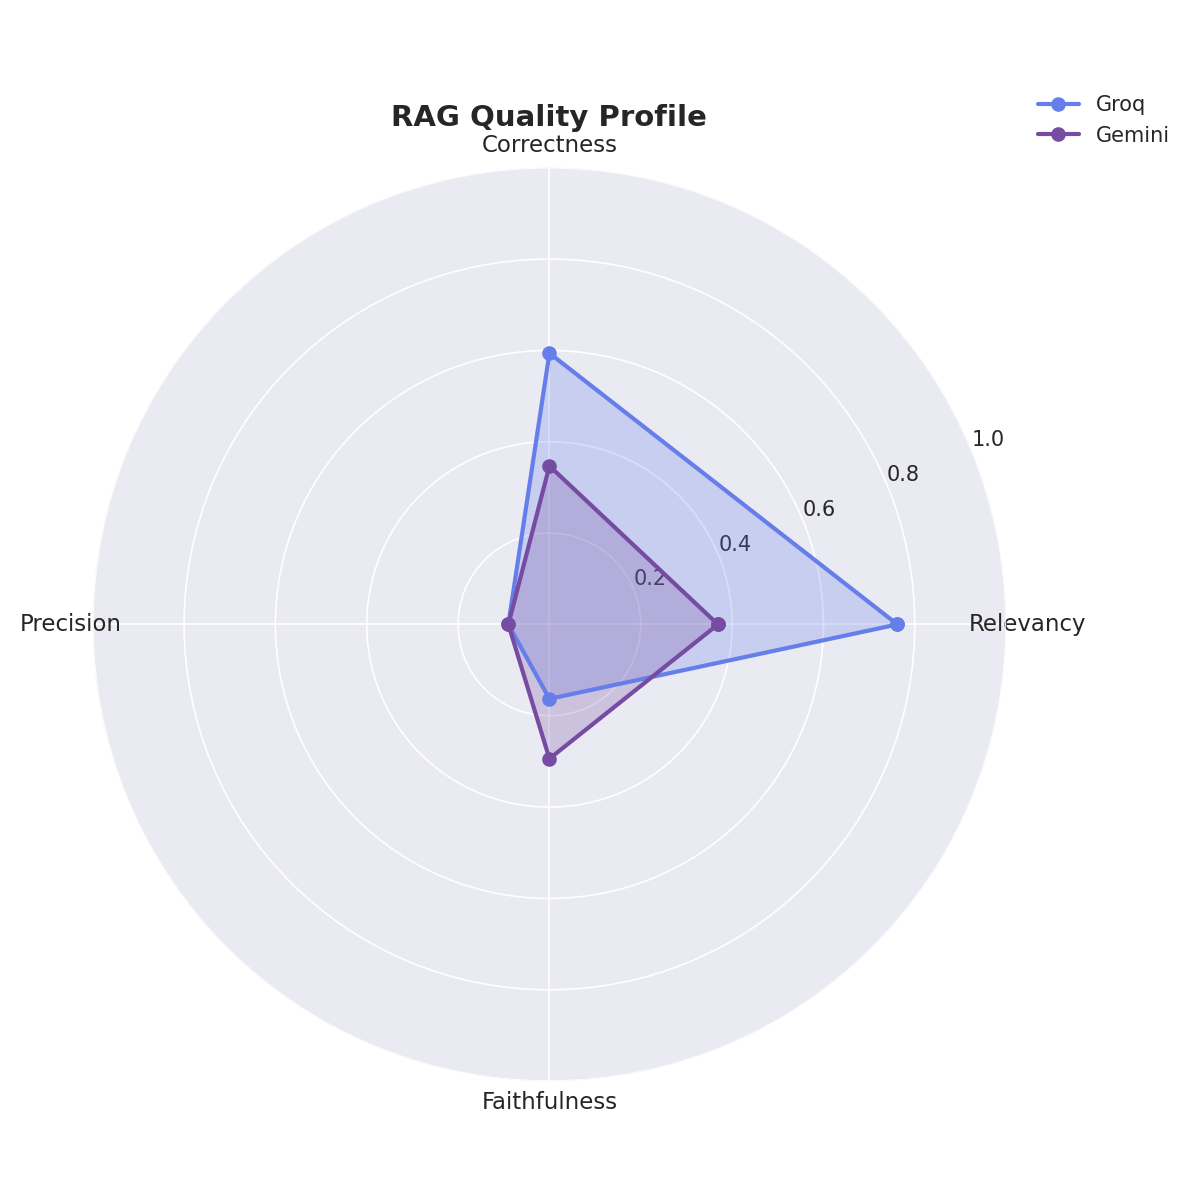 RAG Quality Profile
Groq
Gemini
Correctness
1.0
0.8
0.6
0.4
0.2
Precision
Relevancy
Faithfulness